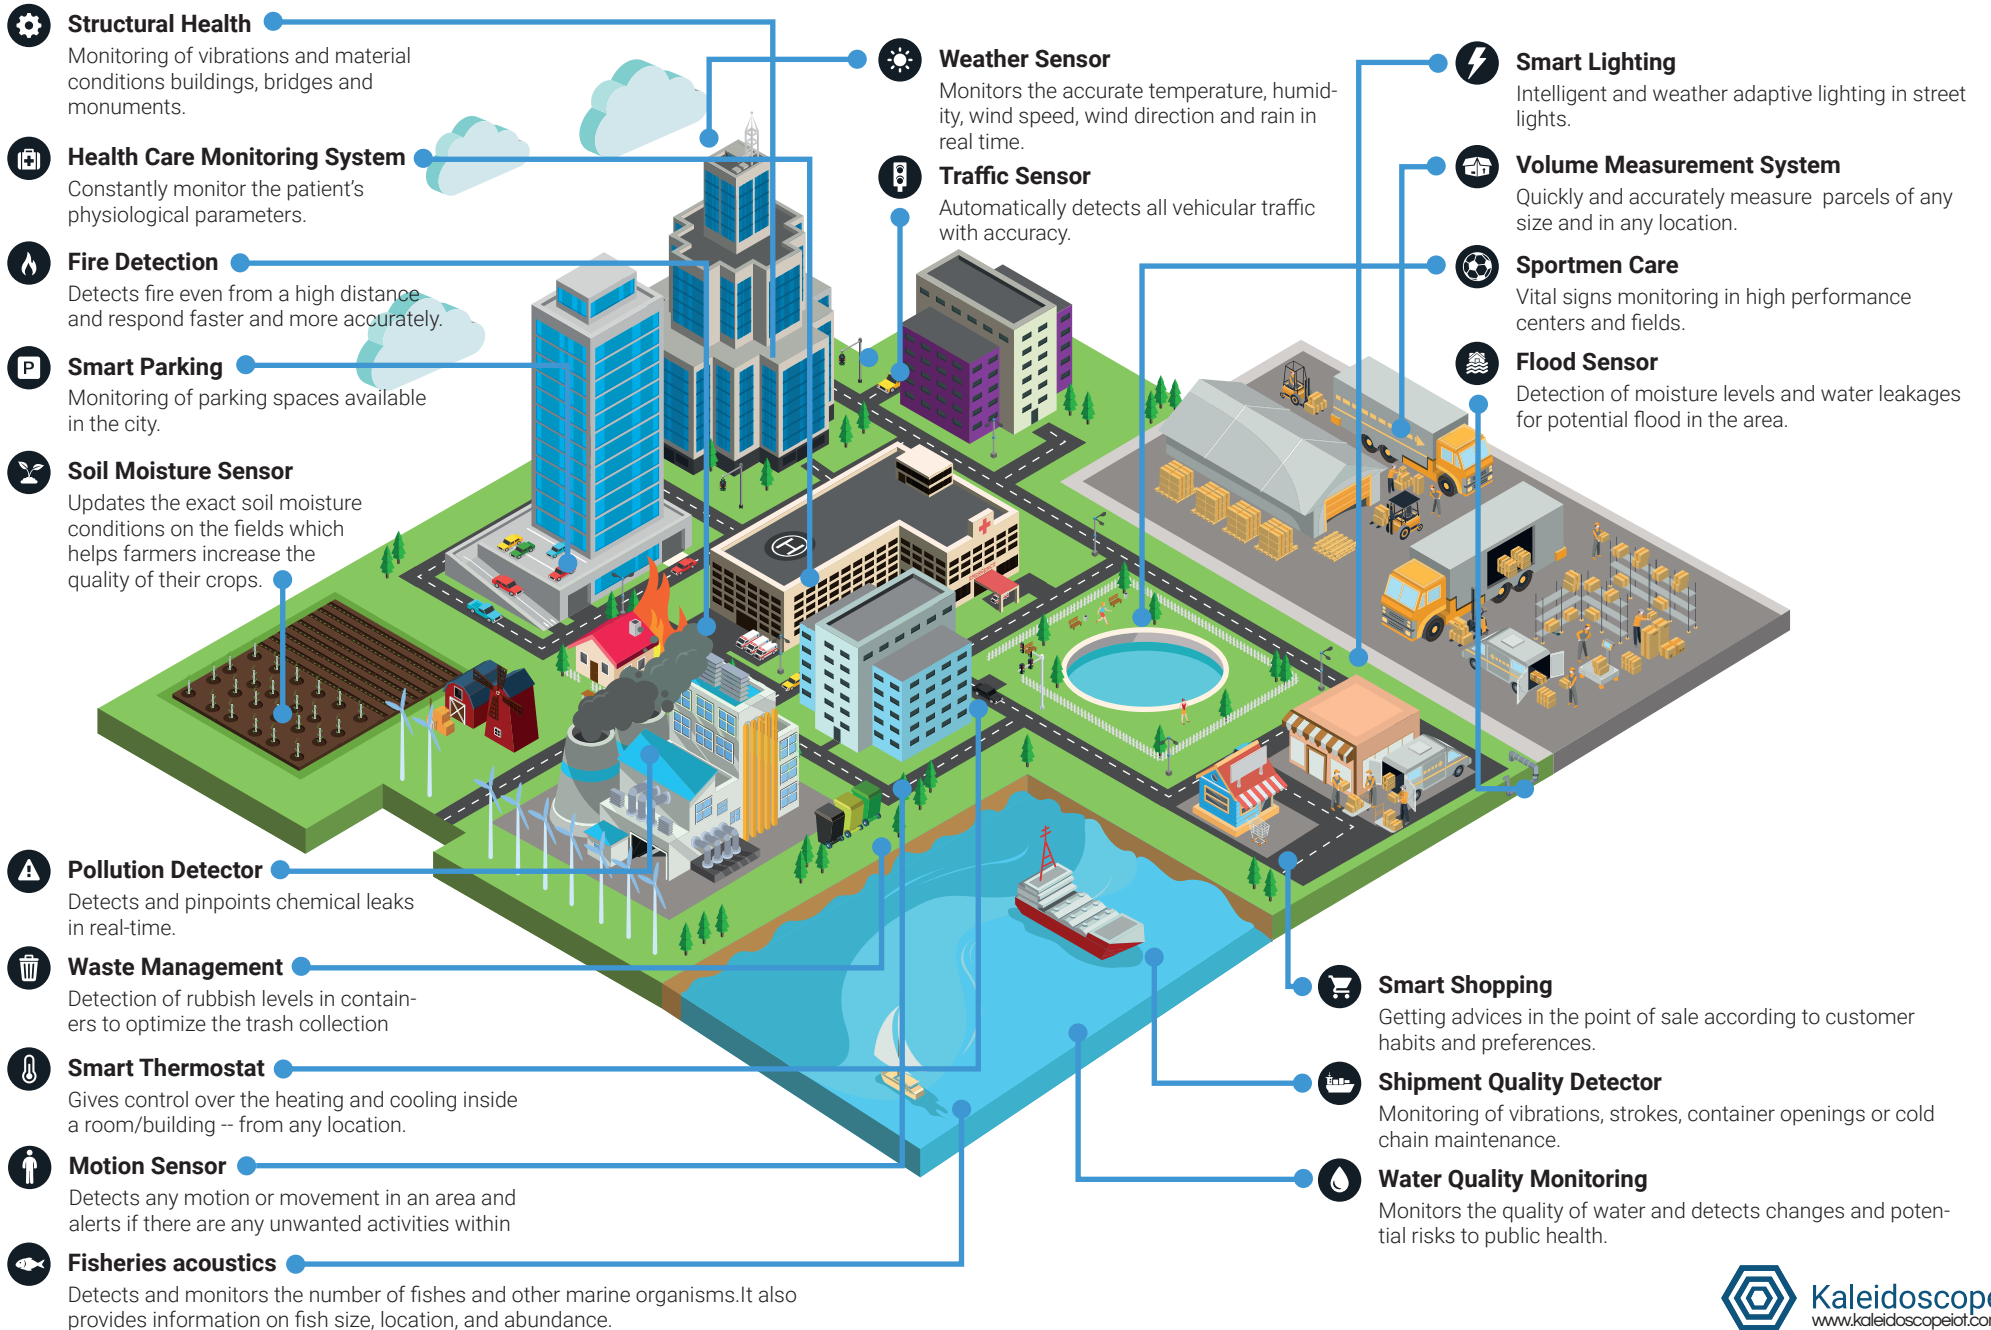 Structural Health
Monitoring of vibrations and material
conditions buildings, bridges and
monuments.
Health Care Monitoring System
Constantly monitor the patient’s
physiological parameters.
Fire Detection
Detects fire even from a high distance
and respond faster and more accurately.
Smart Parking
Monitoring of parking spaces available
in the city.
Soil Moisture Sensor
Updates the exact soil moisture
conditions on the fields which
helps farmers increase the
quality of their crops.
Pollution Detector
Detects and pinpoints chemical leaks
in real-time.
Waste Management
Detection of rubbish levels in contain-
ers to optimize the trash collection
Smart Thermostat
Gives control over the heating and cooling inside
a room/building -- from any location.
Motion Sensor
Detects any motion or movement in an area and
alerts if there are any unwanted activities within
Fisheries acoustics
Detects and monitors the number of fishes and other marine organisms.It also
provides information on fish size, location, and abundance.
Weather Sensor
Monitors the accurate temperature, humid-
ity, wind speed, wind direction and rain in
real time.
Traffic Sensor
Automatically detects all vehicular traffic
with accuracy.
Smart Lighting
Intelligent and weather adaptive lighting in street
lights.
Volume Measurement System
Quickly and accurately measure parcels of any
size and in any location.
Sportmen Care
Vital signs monitoring in high performance
centers and fields.
Flood Sensor
Detection of moisture levels and water leakages
for potential flood in the area.
Smart Shopping
Getting advices in the point of sale according to customer
habits and preferences.
Shipment Quality Detector
Monitoring of vibrations, strokes, container openings or cold
chain maintenance.
Water Quality Monitoring
Monitors the quality of water and detects changes and poten-
tial risks to public health.
P
H
Kaleidoscope
www.kaleidoscopeiot.com